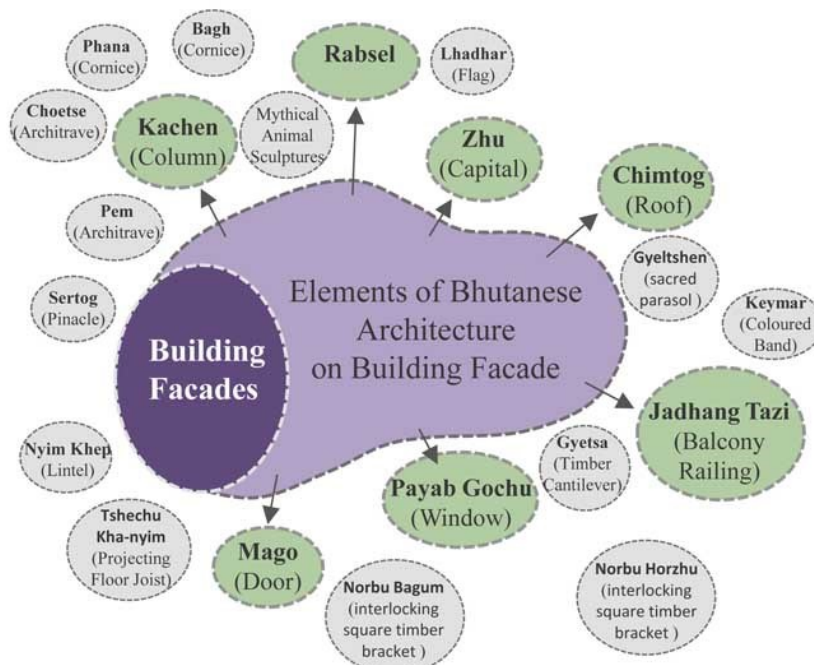 Bagh
(Cornice)
Phana
(Cornice)
Rabsel
Lhadhar
(Flag)
Choetse
(Architrave)
Kachen
(Column)
Mythical
Animal
Sculptures
Zhu
(Capital)
Chimtog
(Roof)
Pem
(Architrave)
Gyeltshen
(sacred
parasol )
Sertog
(Pinacle)
Keymar
(Coloured
Band)
Elements of Bhutanese
Architecture
on Building Facade
Building
Facades
Jadhang Tazi
(Balcony
Railing)
Nyim Khep
(Lintel)
Gyetsa
(Timber
Cantilever)
Payab Gochu
(Window)
Tshechu
Kha-nyim
(Projecting
Floor Joist)
Mago
(Door)
Norbu Bagum
(interlocking
square timber
bracket )
Norbu Horzhu
(interlocking
square timber
bracket )